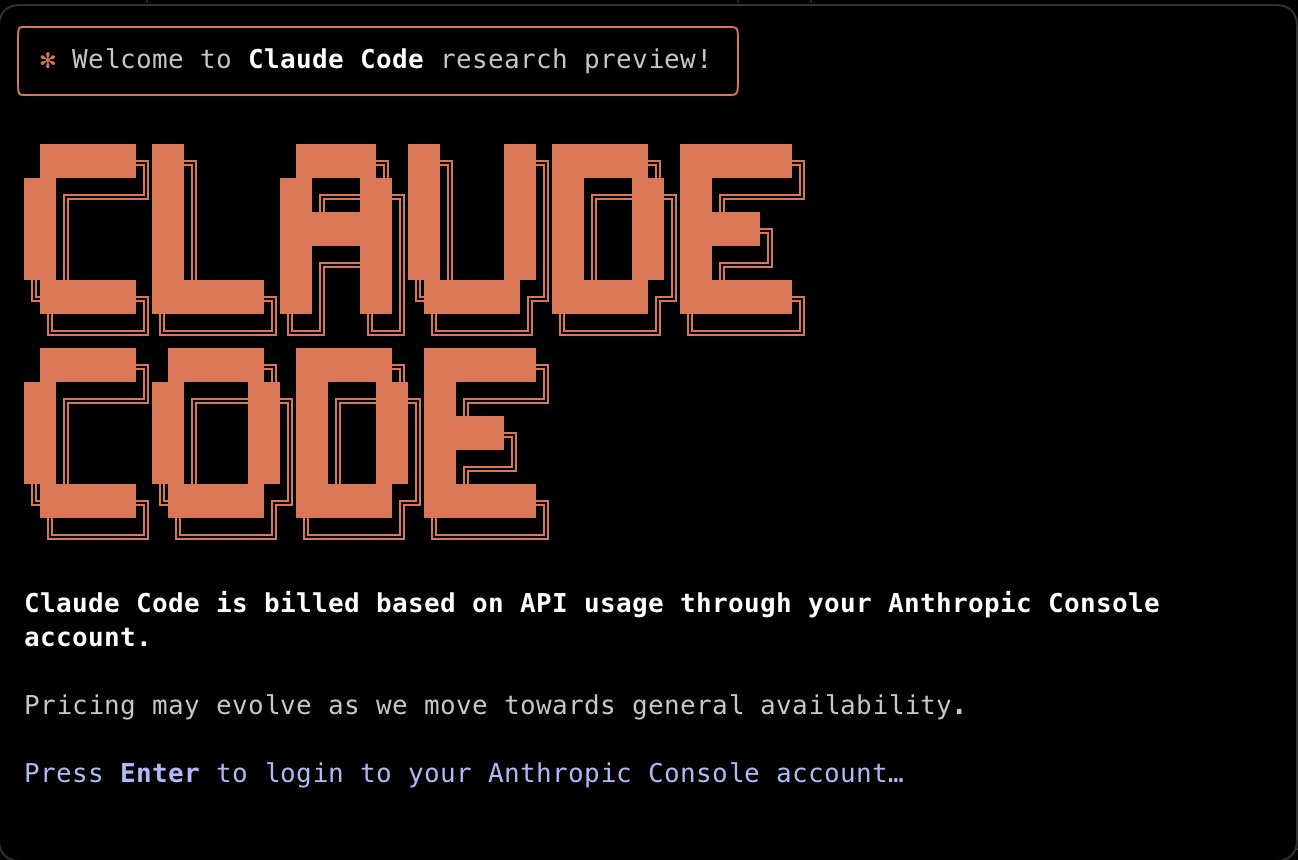 ✻ Welcome to Claude Code research preview!
CLAUDE
CODE
Claude Code is billed based on API usage through your Anthropic Console
account.
Pricing may evolve as we move towards general availability.
Press Enter to login to your Anthropic Console account…